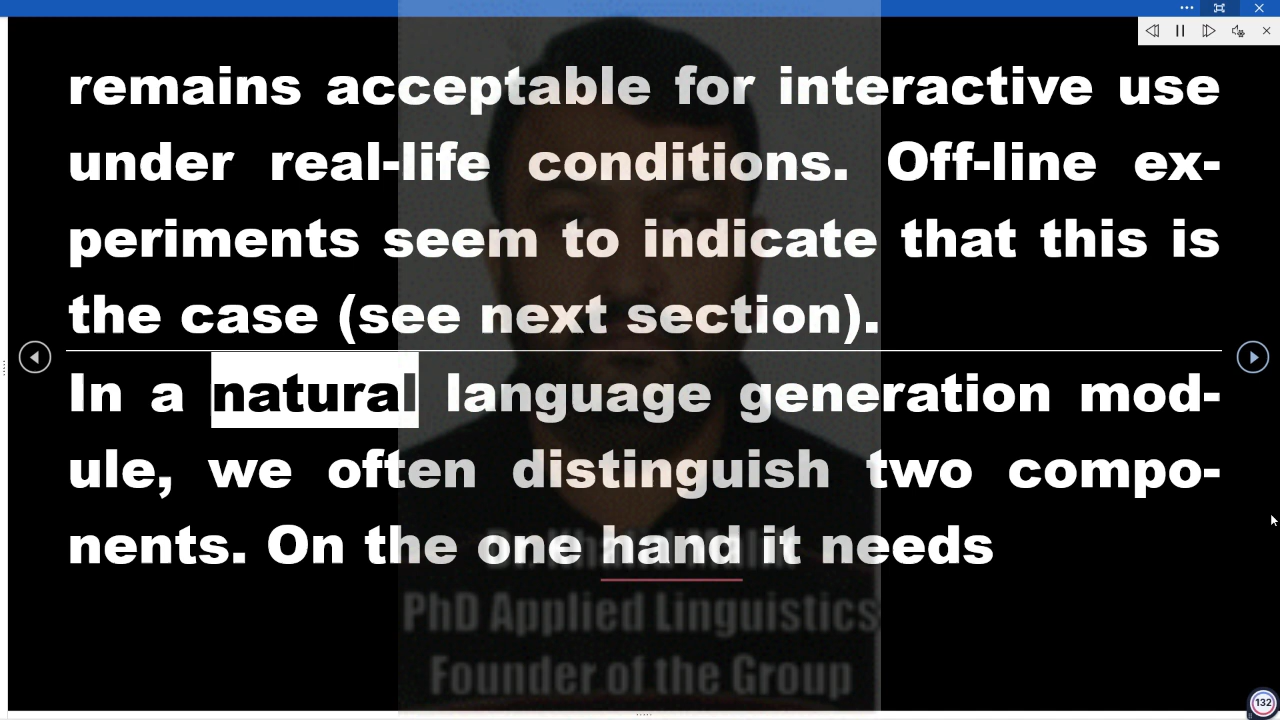 remains acceptable for interactive use
under real-life conditions. Off-line ex-
periments seem to indicate that this is
the case (see next section).
In a natural language generation mod-
ule, we often distinguish two compo-
nents. On the one hand it needs
PhD Applied Linguistics
Founder of the Group
132